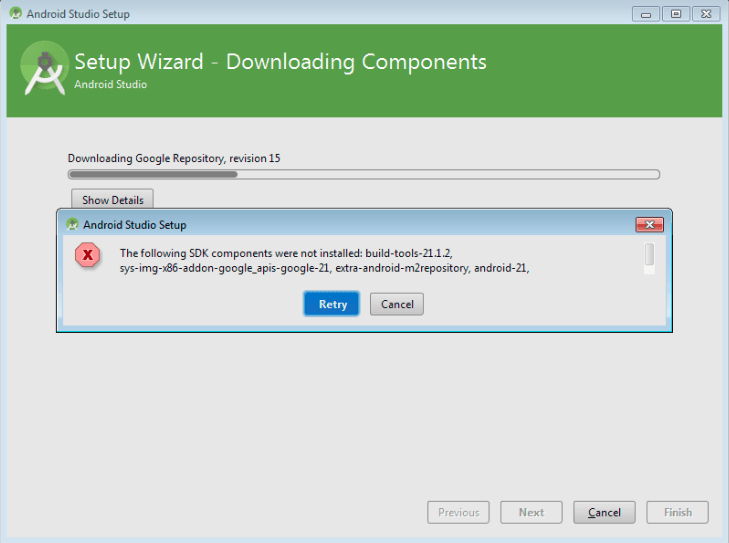 Android Studio Setup
Setup Wizard - Downloading Components
Android Studio
Downloading Google Repository, revision 15
Show Details
Android Studio Setup
The following SDK components were not installed: build-tools-21.1.2,
sys-img-x86-addon-google_apis-google-21, extra-android-m2repository, android-21,
Retry
Cancel
Previous
Next
Cancel
Finish